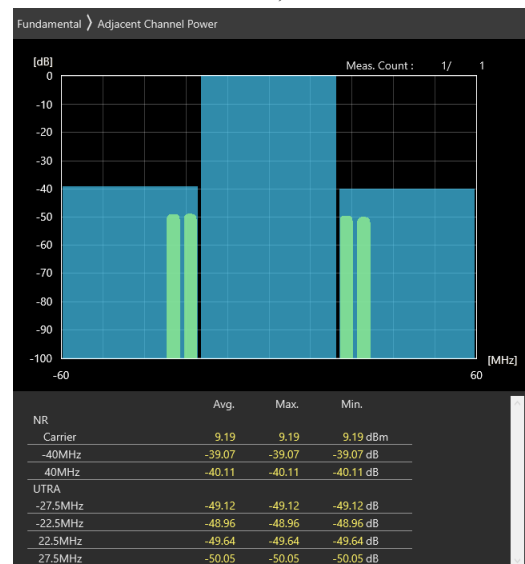 Fundamental 〉 Adjacent Channel Power
[dB]
Meas. Count : 1/ 1
0
-10
-20
-30
-40
-50
-60
-70
-80
-90
-100
[MHz]
-60 60
Avg. Max. Min.
NR
Carrier 9.19 9.19 9.19 dBm
-40MHz -39.07 -39.07 -39.07 dB
40MHz -40.11 -40.11 -40.11 dB
UTRA
-27.5MHz -49.12 -49.12 -49.12 dB
-22.5MHz -48.96 -48.96 -48.96 dB
22.5MHz -49.64 -49.64 -49.64 dB
27.5MHz -50.05 -50.05 -50.05 dB